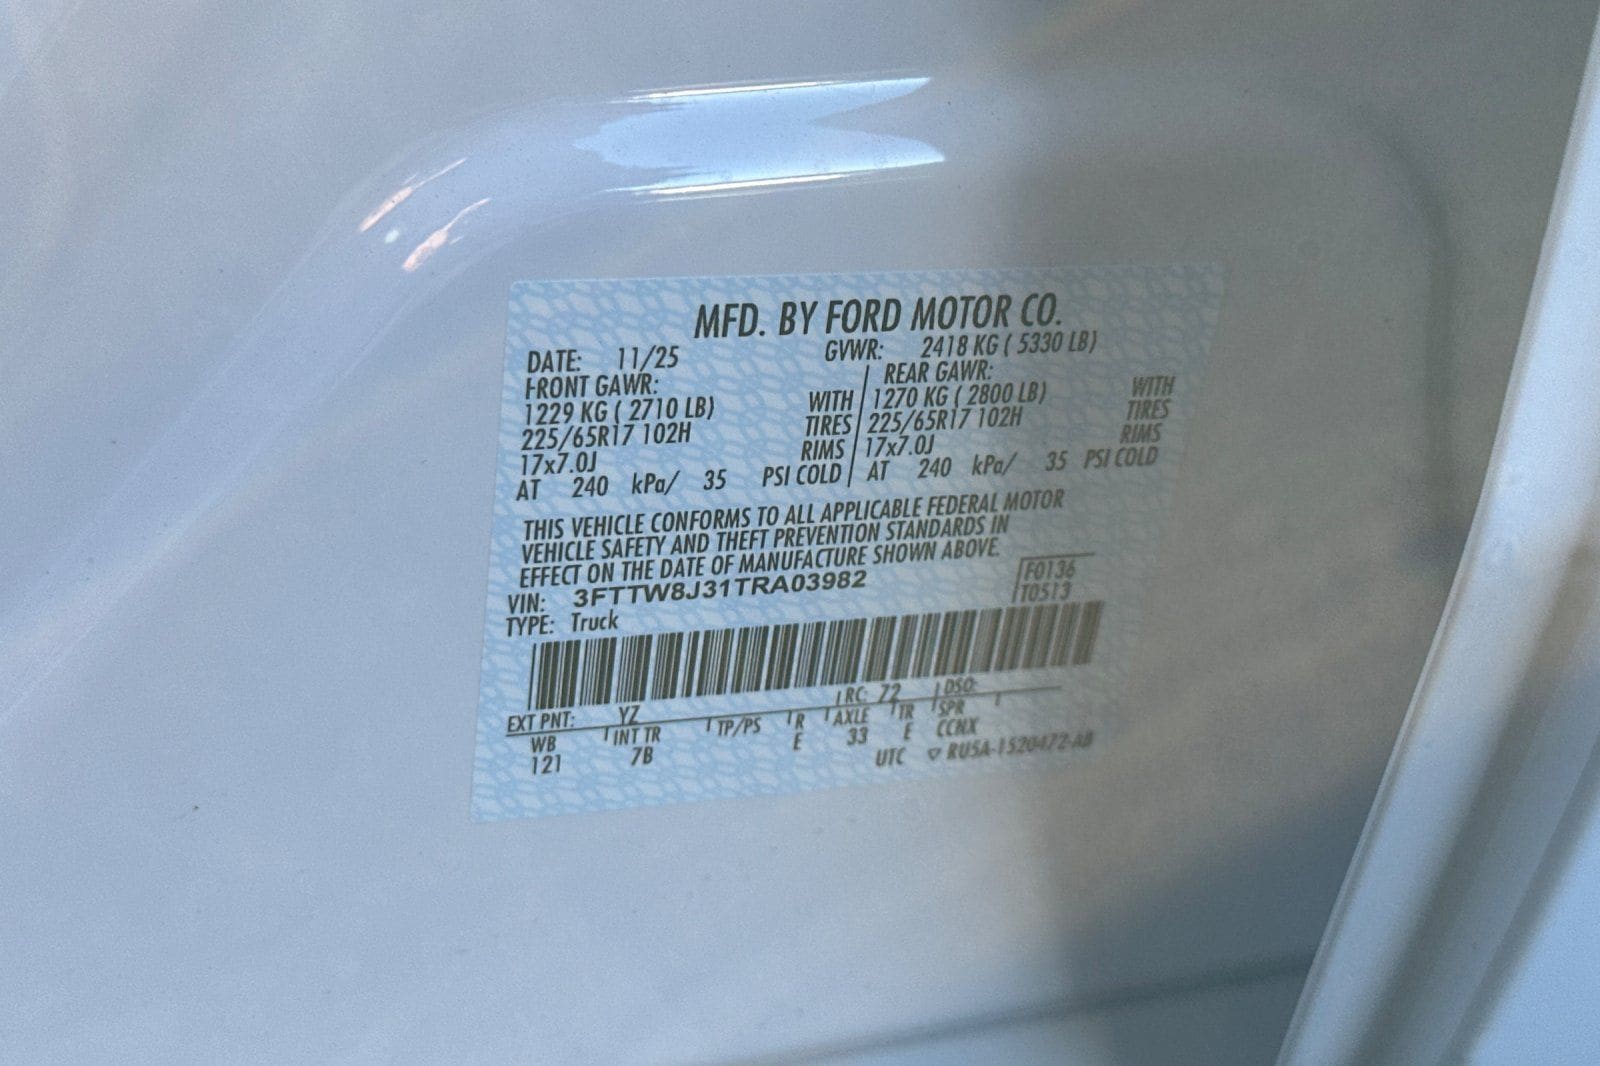 MFD. BY FORD MOTOR CO.
DATE: 11/25 GVWR: 2418 KG ( 5330 LB)
FRONT GAWR: REAR GAWR:
1229 KG ( 2710 LB) WITH 1270 KG ( 2800 LB) WITH
225/65R17 102H TIRES 225/65R17 102H TIRES
17x7.0J RIMS 17x7.0J RIMS
AT 240 kPa/ 35 PSI COLD AT 240 kPa/ 35 PSI COLD
THIS VEHICLE CONFORMS TO ALL APPLICABLE FEDERAL MOTOR
VEHICLE SAFETY AND THEFT PREVENTION STANDARDS IN
EFFECT ON THE DATE OF MANUFACTURE SHOWN ABOVE.
VIN: 3FTTW8J31TRA03982 F0136
TYPE: Truck T0513
EXT PNT: YZ RC: 72 DSO:
WB INT TR TP/PS R AXLE TR SPR
121 7B E 33 E CCNX
UTC ▽ RU5A-1520472-AB